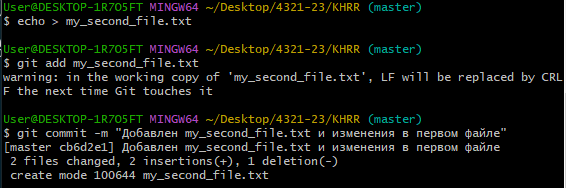 User@DESKTOP-1R7O5FT MINGW64 ~/Desktop/4321-23/KHRR (master)
$ echo > my_second_file.txt
User@DESKTOP-1R7O5FT MINGW64 ~/Desktop/4321-23/KHRR (master)
$ git add my_second_file.txt
warning: in the working copy of 'my_second_file.txt', LF will be replaced by CRL
F the next time Git touches it
User@DESKTOP-1R7O5FT MINGW64 ~/Desktop/4321-23/KHRR (master)
$ git commit -m "Добавлен my_second_file.txt и изменения в первом файле"
[master cb6d2e1] Добавлен my_second_file.txt и изменения в первом файле
 2 files changed, 2 insertions(+), 1 deletion(-)
 create mode 100644 my_second_file.txt